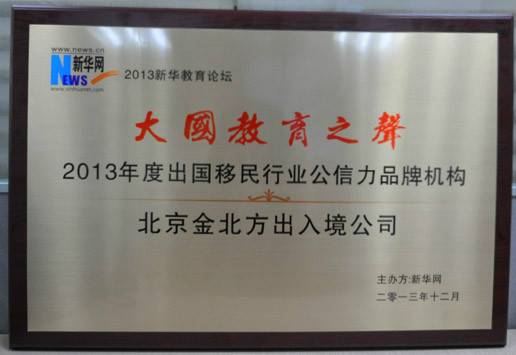 www.news.cn
新华网
NEWS
www.xinhuanet.com
2013新华教育论坛
大國教育之聲
2013年度出国移民行业公信力品牌机构
北京金北方出入境公司
主办方:新华网
二零一三年十二月